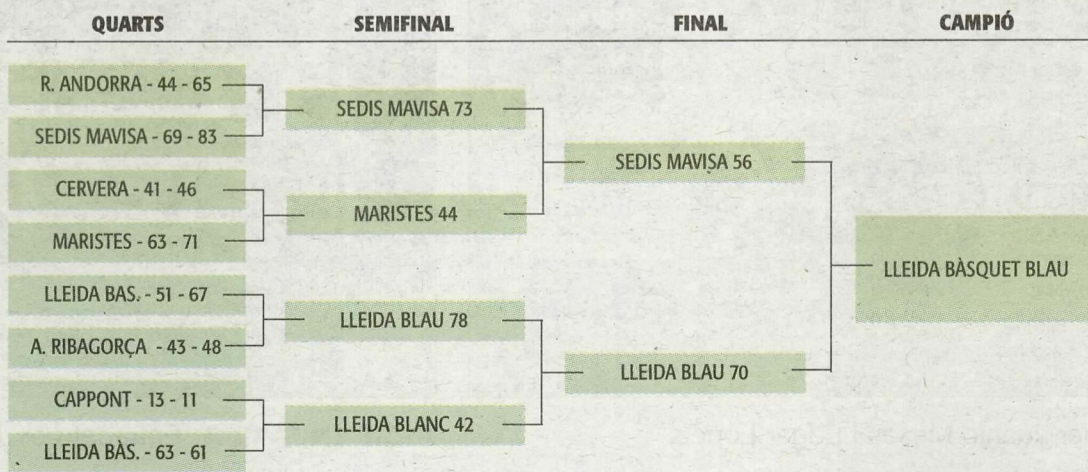 QUARTS SEMIFINAL FINAL CAMPIÓ
R. ANDORRA - 44 - 65
SEDIS MAVISA - 69 - 83
CERVERA - 41 - 46
MARISTES - 63 - 71
LLEIDA BAS. - 51 - 67
A. RIBAGORÇA - 43 - 48
CAPPONT - 13 - 11
LLEIDA BÀS. - 63 - 61
SEDIS MAVISA 73
MARISTES 44
LLEIDA BLAU 78
LLEIDA BLANC 42
SEDIS MAVISA 56
LLEIDA BLAU 70
LLEIDA BÀSQUET BLAU